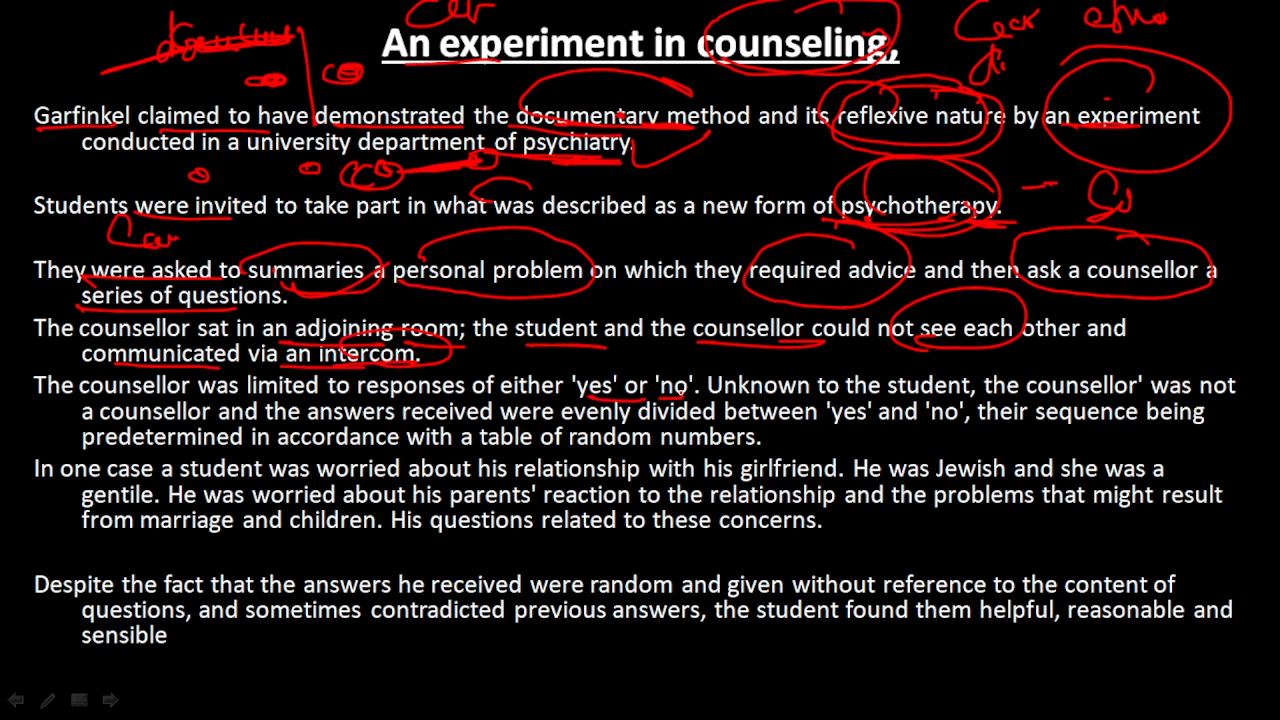 An experiment in counseling,
Garfinkel claimed to have demonstrated the documentary method and its reflexive nature by an experiment
conducted in a university department of psychiatry.
Students were invited to take part in what was described as a new form of psychotherapy.
They were asked to summaries a personal problem on which they required advice and then ask a counsellor a
series of questions.
The counsellor sat in an adjoining room; the student and the counsellor could not see each other and
communicated via an intercom.
The counsellor was limited to responses of either 'yes' or 'no'. Unknown to the student, the counsellor' was not
a counsellor and the answers received were evenly divided between 'yes' and 'no', their sequence being
predetermined in accordance with a table of random numbers.
In one case a student was worried about his relationship with his girlfriend. He was Jewish and she was a
gentile. He was worried about his parents' reaction to the relationship and the problems that might result
from marriage and children. His questions related to these concerns.
Despite the fact that the answers he received were random and given without reference to the content of
questions, and sometimes contradicted previous answers, the student found them helpful, reasonable and
sensible